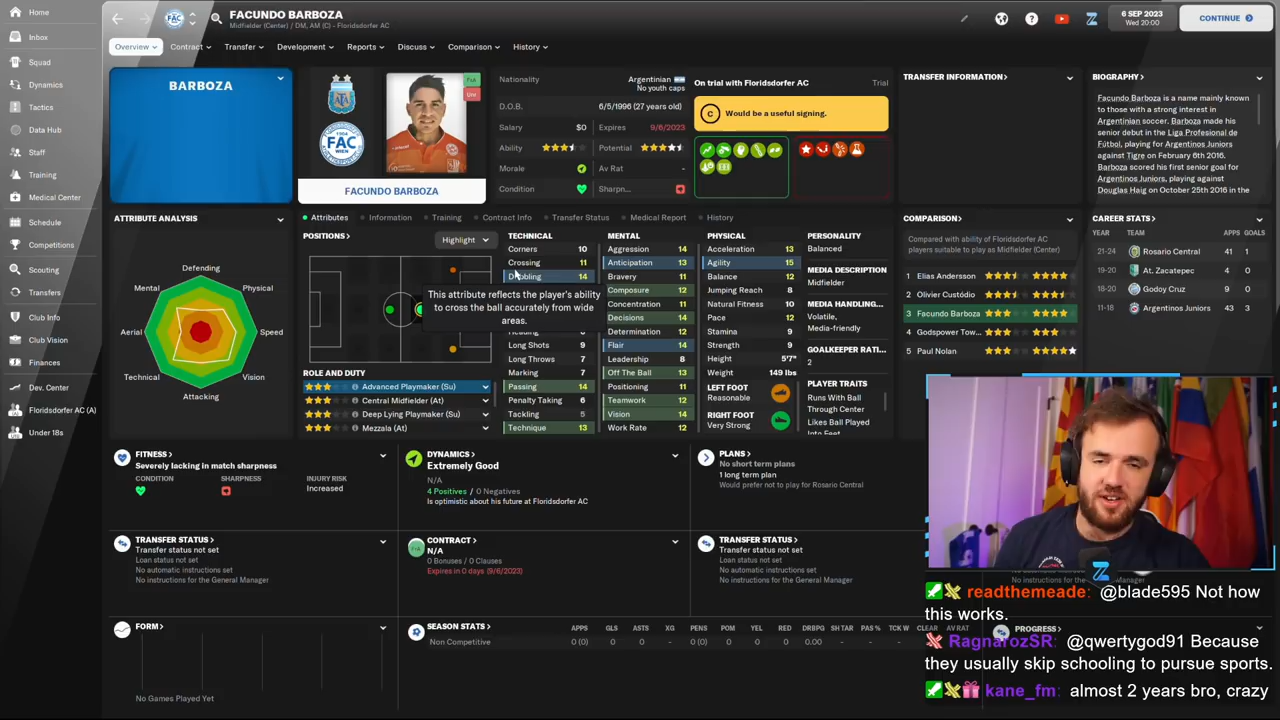 Home
Inbox
Squad
Dynamics
Tactics
Data Hub
Staff
Training
Medical Center
Schedule
Competitions
Scouting
Transfers
Club Info
Club Vision
Finances
Dev. Center
Floridsdorfer AC (A)
Under 18s
FAC
FACUNDO BARBOZA
Midfielder (Center) / DM, AM (C) - Floridsdorfer AC
6 SEP 2023
Wed 20:00
CONTINUE
Overview
Contract
Transfer
Development
Reports
Discuss
Comparison
History
BARBOZA
AFA
1904
FAC
WIEN
FACUNDO BARBOZA
Nationality
Argentinian
No youth caps
D.O.B.
6/5/1996 (27 years old)
Salary
$0
Expires
9/6/2023
Ability
Potential
Morale
Av Rat
-
Condition
Sharpn...
On trial with Floridsdorfer AC
Trial
C
Would be a useful signing.
TRANSFER INFORMATION
BIOGRAPHY
Facundo Barboza is a name mainly known
to those with a strong interest in
Argentinian soccer. Barboza made his
senior debut in the Liga Profesional de
Fútbol, playing for Argentinos Juniors
against Tigre on February 6th 2016.
Barboza scored his first senior goal for
Argentinos Juniors, playing against
Douglas Haig on October 25th 2016 in the
ATTRIBUTE ANALYSIS
Defending
Mental
Physical
Aerial
Speed
Technical
Vision
Attacking
Attributes
Information
Training
Contract Info
Transfer Status
Medical Report
History
POSITIONS
Highlight
ROLE AND DUTY
Advanced Playmaker (Su)
Central Midfielder (At)
Deep Lying Playmaker (Su)
Mezzala (At)
TECHNICAL
Corners 10
Crossing 11
Dribbling 14
This attribute reflects the player's ability
to cross the ball accurately from wide
areas.
Long Shots 9
Long Throws 7
Marking 7
Passing 14
Penalty Taking 6
Tackling 5
Technique 13
MENTAL
Aggression 14
Anticipation 13
Bravery 11
Composure 12
Concentration 11
Decisions 14
Determination 12
Flair 14
Leadership 8
Off The Ball 13
Positioning 11
Teamwork 12
Vision 14
Work Rate 12
PHYSICAL
Acceleration 13
Agility 15
Balance 12
Jumping Reach 8
Natural Fitness 10
Pace 12
Stamina 9
Strength 9
Height 5'7"
Weight 149 lbs
LEFT FOOT
Reasonable
RIGHT FOOT
Very Strong
PERSONALITY
Balanced
MEDIA DESCRIPTION
Midfielder
MEDIA HANDLING...
Volatile,
Media-friendly
GOALKEEPER RATI...
2
PLAYER TRAITS
Runs With Ball
Through Center
Likes Ball Played
Into Feet
COMPARISON
Compared with ability of Floridsdorfer AC
players suitable to play as Midfielder (Center)
1 Elias Andersson
2 Olivier Custódio
3 Facundo Barboza
4 Godspower Tow...
5 Paul Nolan
CAREER STATS
YEAR
APPS
GOALS
21-24 Rosario Central 41 1
19-20 At. Zacatepec 4 0
18-20 Godoy Cruz 9 0
11-18 Argentinos Juniors 43 3
FITNESS
Severely lacking in match sharpness
CONDITION
SHARPNESS
INJURY RISK
Increased
DYNAMICS
Extremely Good
N/A
4 Positives / 0 Negatives
Is optimistic about his future at Floridsdorfer AC
PLANS
No short term plans
1 long term plan
Would prefer not to play for Rosario Central
TRANSFER STATUS
Transfer status not set
Loan status not set
No automatic instructions set
No instructions for the General Manager
CONTRACT
N/A
0 Bonuses / 0 Clauses
Expires in 0 days (9/6/2023)
TRANSFER STATUS
Transfer status not set
Loan status not set
No automatic instructions set
No instructions for the General Manager
FORM
No Games Played Yet
SEASON STATS
APPS GLS ASTS XG PENS POM YEL RED DRBPG SH TAR PAS % TCK W CLEAR AV RAT
Non Competitive 0 (0) 0 0 - 0 (0) 0 0 0 0.00 - - - - -
PROGRESS
readthemeade: @blade595 Not how
this works.
RagnarozSR: @qwertygod91 Because
they usually skip schooling to pursue sports.
kane_fm: almost 2 years bro, crazy